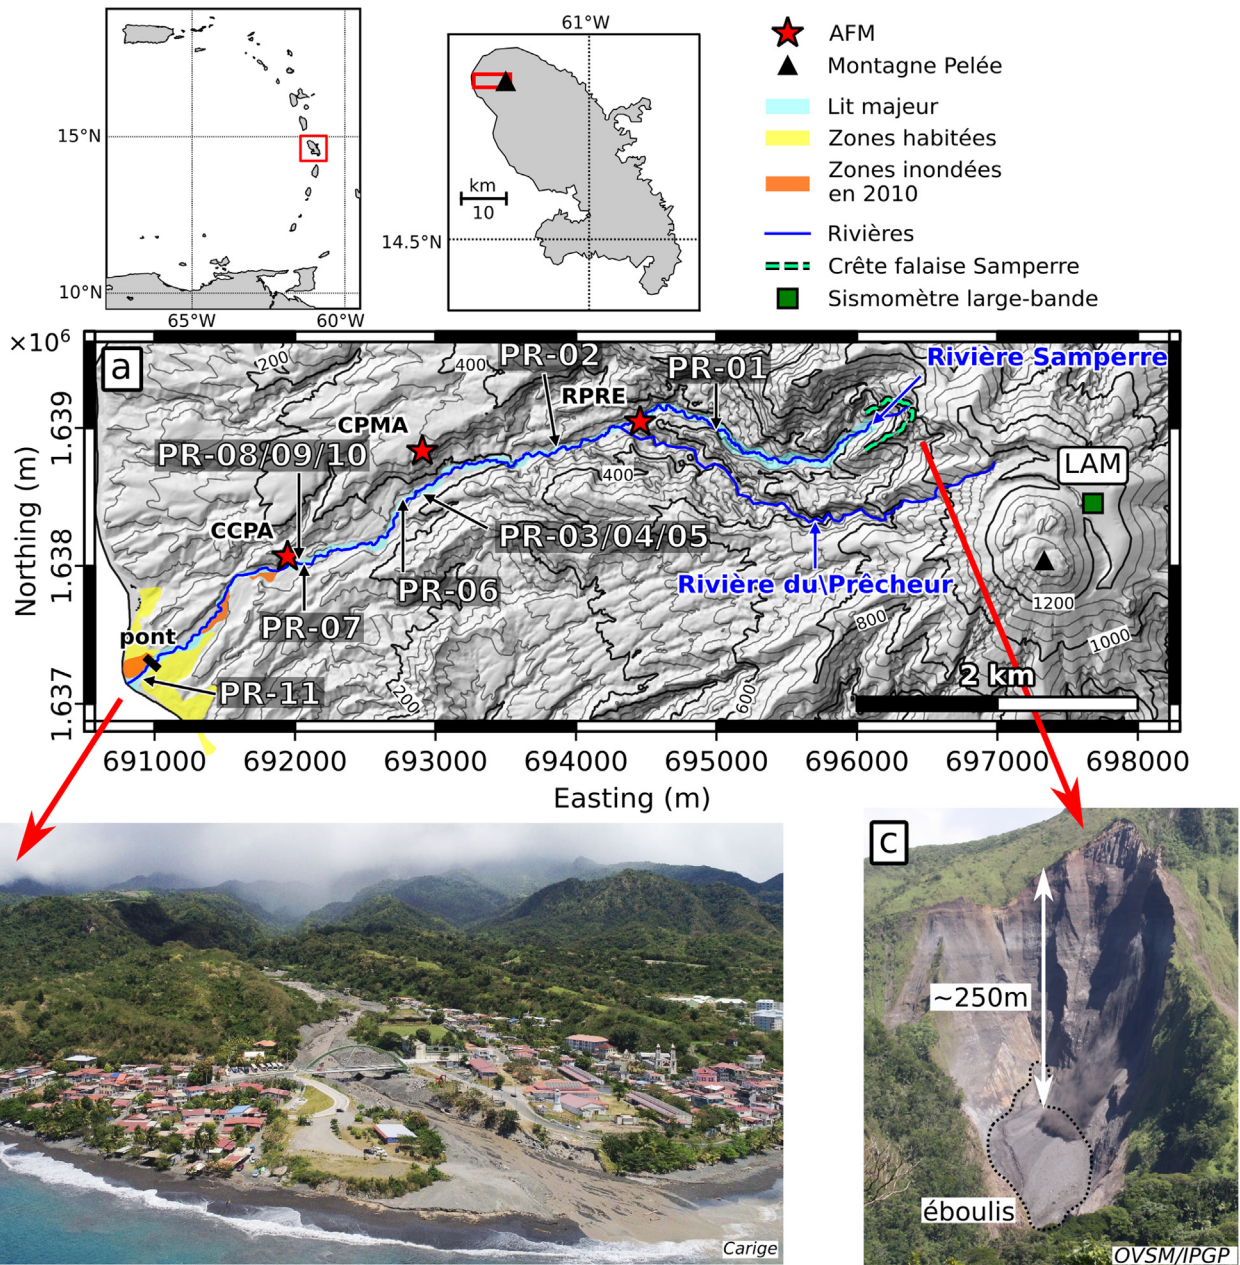 61°W
15°N
10°N
65°W
60°W
km
10
14.5°N
AFM
Montagne Pelée
Lit majeur
Zones habitées
Zones inondées
en 2010
Rivières
Crête falaise Samperre
Sismomètre large-bande
×10⁶
a
200
400
PR-02
PR-01
Rivière Samperre
RPRE
CPMA
PR-08/09/10
400
LAM
CCPA
PR-03/04/05
PR-06
Rivière du Prêcheur
PR-07
1200
800
1000
pont
PR-11
200
600
2 km
1.639
1.638
1.637
Northing (m)
691000 692000 693000 694000 695000 696000 697000 698000
Easting (m)
Carige
c
~250m
éboulis
OVSM/IPGP